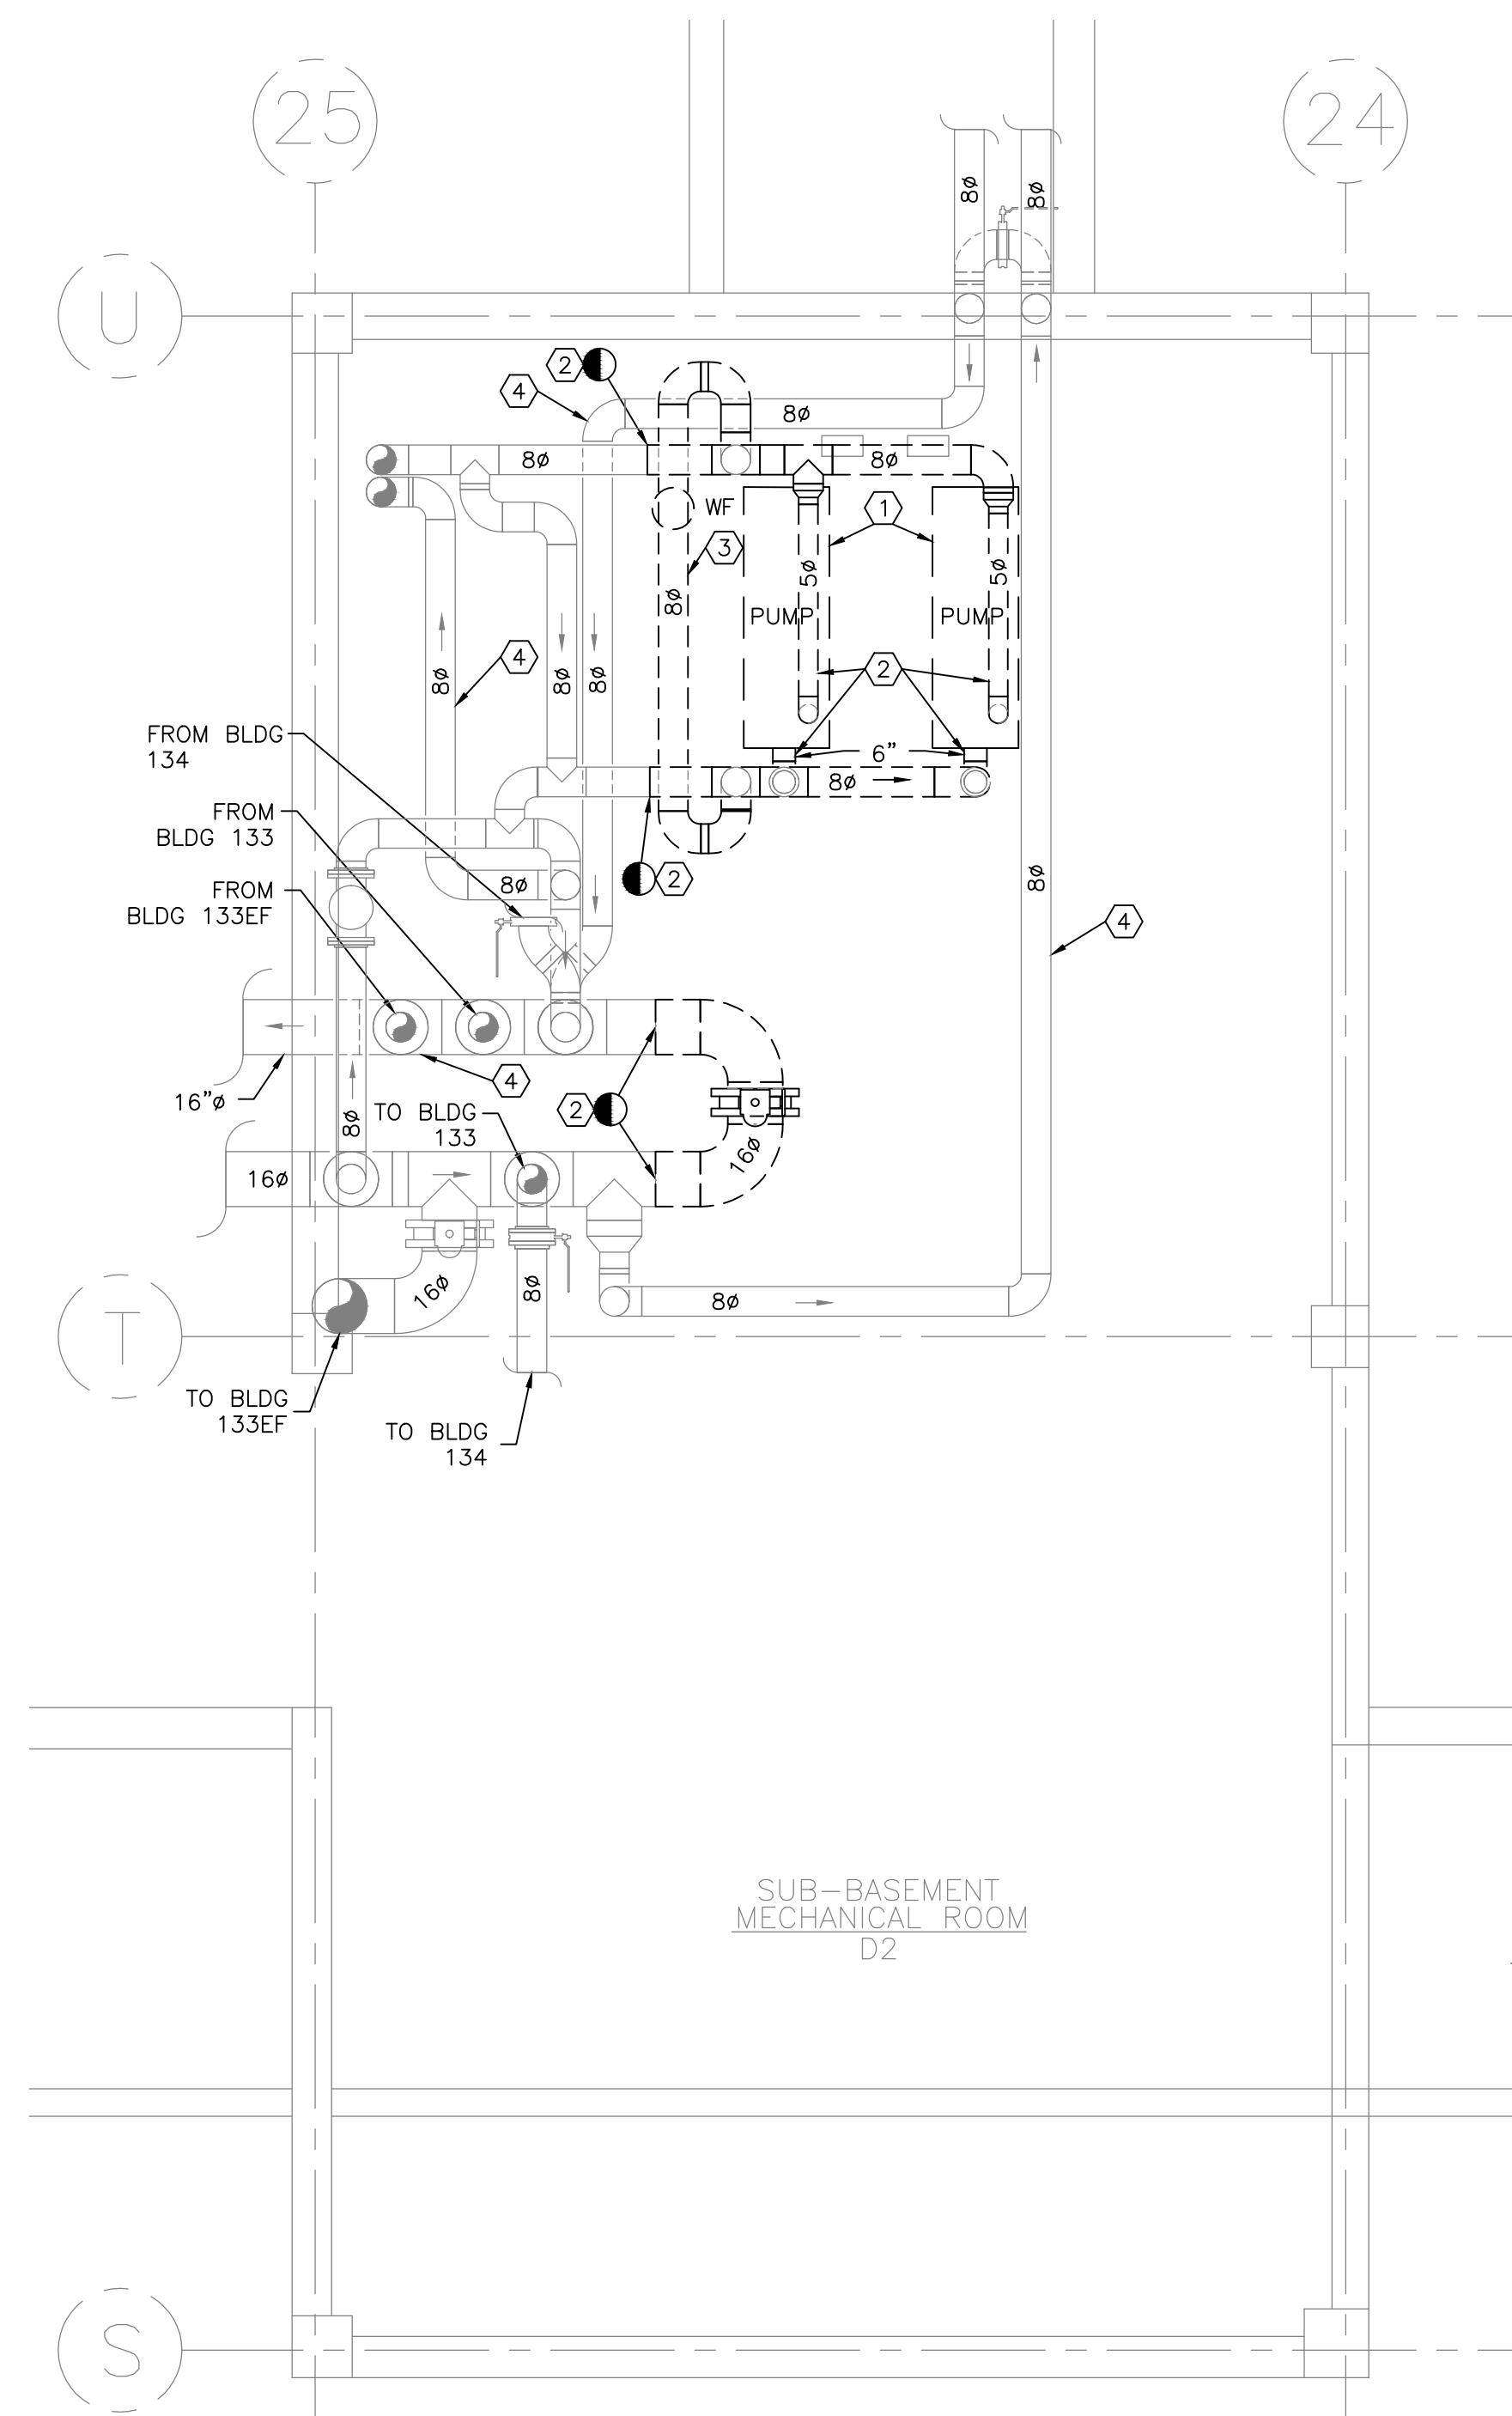 25
24
8ø
8ø
U
2
4
8ø
8ø
8ø
WF
1
3
5ø
5ø
8ø
PUMP
PUMP
4
2
8ø
8ø
8ø
FROM BLDG
134
6"
8ø
FROM
BLDG 133
2
8ø
8ø
FROM
BLDG 133EF
4
4
16"ø
2
TO BLDG
133
8ø
16ø
16ø
16ø
8ø
8ø
T
TO BLDG
133EF
TO BLDG
134
SUB-BASEMENT
MECHANICAL ROOM
D2
S